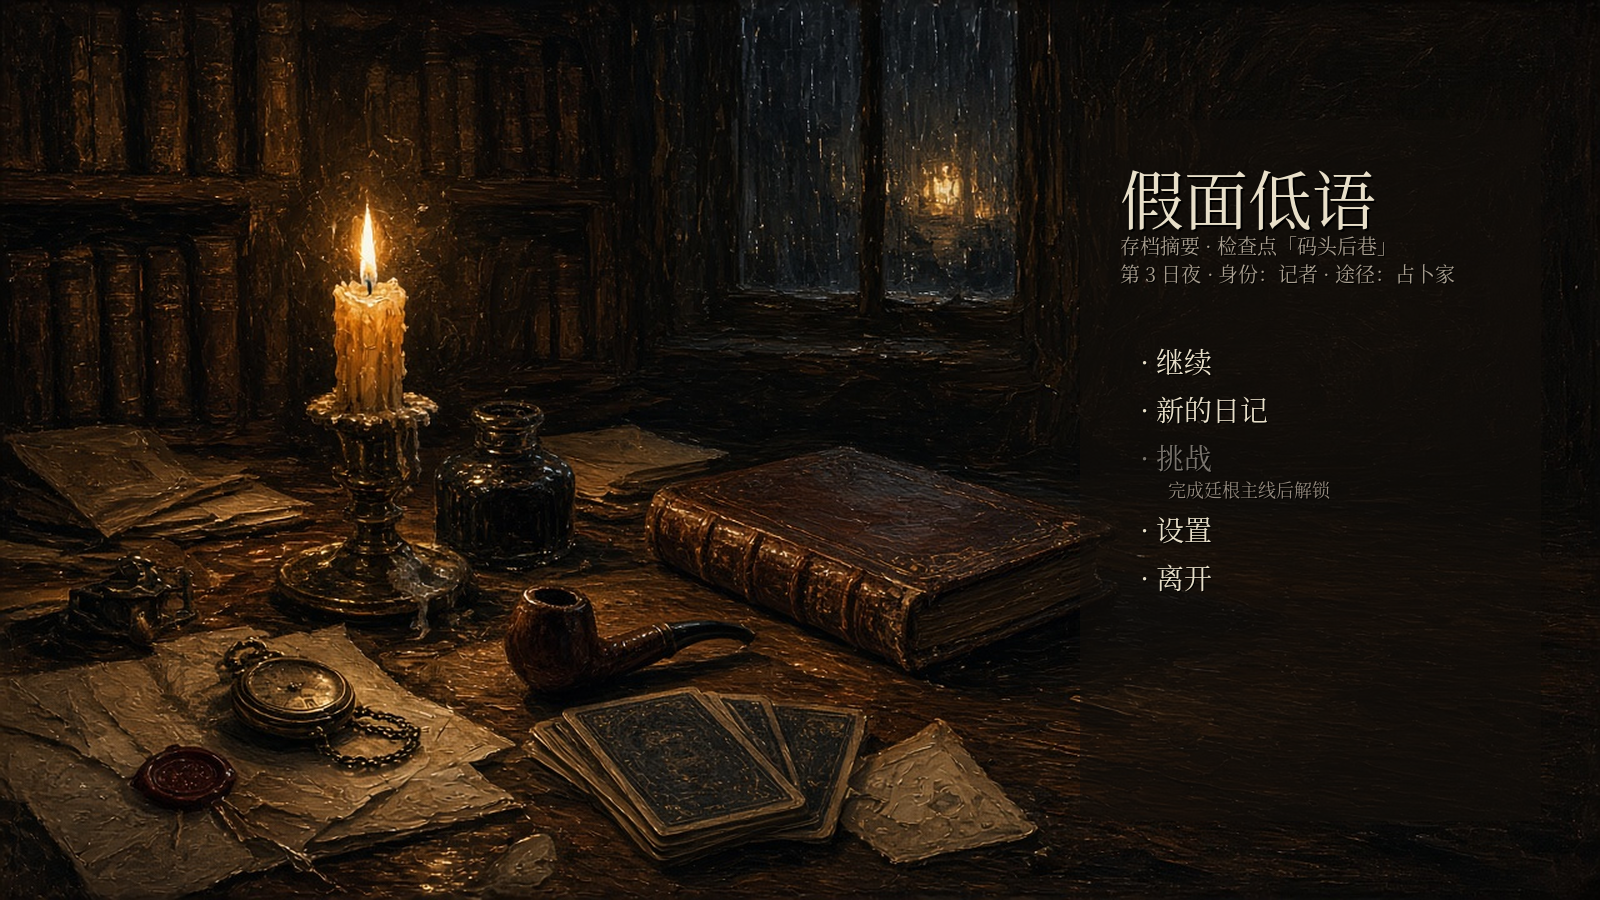 假面低语
存档摘要 · 检查点「码头后巷」
第 3 日夜 · 身份：记者 · 途径：占卜家
· 继续
· 新的日记
· 挑战
完成廷根主线后解锁
· 设置
· 离开